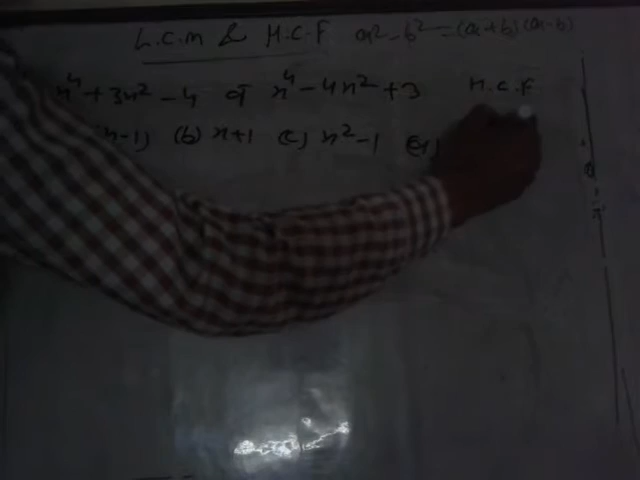 L.C.M & H.C.F a² - b² = (a+b) (a-b)
x⁴ + 3x² - 4 व x⁴ - 4x² + 3 H.C.F
x-1) (b) x+1 (c) x² - 1